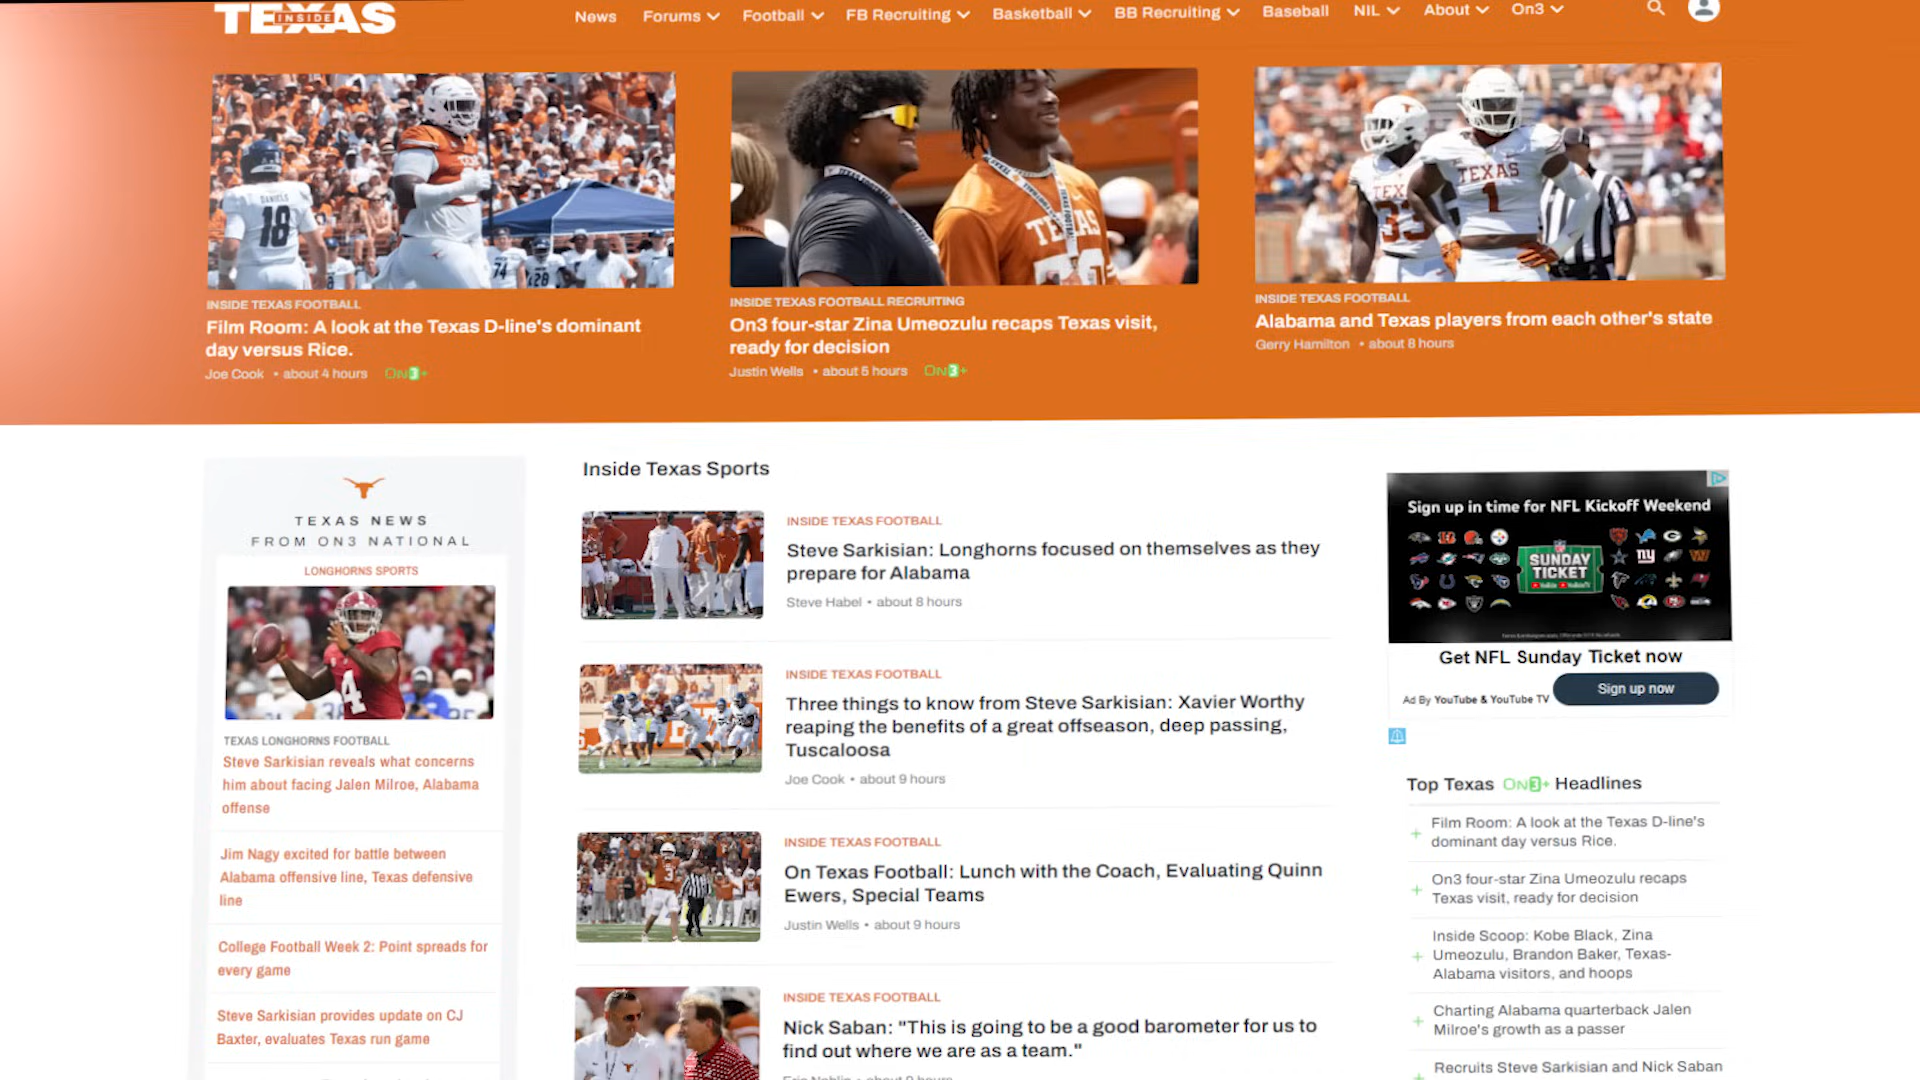 INSIDE TEXAS
News Forums Football FB Recruiting Basketball BB Recruiting Baseball NIL About On3
DANIELS
18
74
28
TEXAS
TEXAS
33
TEXAS
1
INSIDE TEXAS FOOTBALL
Film Room: A look at the Texas D-line's dominant
day versus Rice.
Joe Cook • about 4 hours ON3+
INSIDE TEXAS FOOTBALL RECRUITING
On3 four-star Zina Umeozulu recaps Texas visit,
ready for decision
Justin Wells • about 5 hours ON3+
INSIDE TEXAS FOOTBALL
Alabama and Texas players from each other's state
Gerry Hamilton • about 8 hours
TEXAS NEWS
FROM ON3 NATIONAL
LONGHORNS SPORTS
4
TEXAS LONGHORNS FOOTBALL
Steve Sarkisian reveals what concerns
him about facing Jalen Milroe, Alabama
offense
Jim Nagy excited for battle between
Alabama offensive line, Texas defensive
line
College Football Week 2: Point spreads for
every game
Steve Sarkisian provides update on CJ
Baxter, evaluates Texas run game
Inside Texas Sports
INSIDE TEXAS FOOTBALL
Steve Sarkisian: Longhorns focused on themselves as they
prepare for Alabama
Steve Habel • about 8 hours
INSIDE TEXAS FOOTBALL
Three things to know from Steve Sarkisian: Xavier Worthy
reaping the benefits of a great offseason, deep passing,
Tuscaloosa
Joe Cook • about 9 hours
INSIDE TEXAS FOOTBALL
On Texas Football: Lunch with the Coach, Evaluating Quinn
Ewers, Special Teams
Justin Wells • about 9 hours
INSIDE TEXAS FOOTBALL
Nick Saban: "This is going to be a good barometer for us to
find out where we are as a team."
Sign up in time for NFL Kickoff Weekend
SUNDAY
TICKET
Get NFL Sunday Ticket now
Ad By YouTube & YouTube TV
Sign up now
Top Texas ON3+ Headlines
Film Room: A look at the Texas D-line's
dominant day versus Rice.
On3 four-star Zina Umeozulu recaps
Texas visit, ready for decision
Inside Scoop: Kobe Black, Zina
Umeozulu, Brandon Baker, Texas-
Alabama visitors, and hoops
Charting Alabama quarterback Jalen
Milroe's growth as a passer
Recruits Steve Sarkisian and Nick Saban